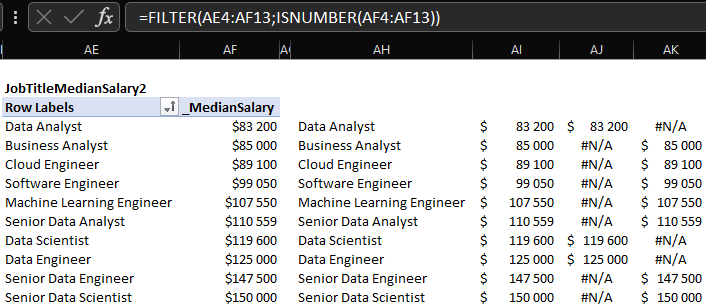 fx =FILTER(AE4:AF13;ISNUMBER(AF4:AF13))
AE AF AH AI AJ AK
JobTitleMedianSalary2
Row Labels _MedianSalary
Data Analyst $83 200 Data Analyst $ 83 200 $ 83 200 #N/A
Business Analyst $85 000 Business Analyst $ 85 000 #N/A $ 85 000
Cloud Engineer $89 100 Cloud Engineer $ 89 100 #N/A $ 89 100
Software Engineer $99 050 Software Engineer $ 99 050 #N/A $ 99 050
Machine Learning Engineer $107 550 Machine Learning Engineer $ 107 550 #N/A $ 107 550
Senior Data Analyst $110 559 Senior Data Analyst $ 110 559 #N/A $ 110 559
Data Scientist $119 600 Data Scientist $ 119 600 $ 119 600 #N/A
Data Engineer $125 000 Data Engineer $ 125 000 $ 125 000 #N/A
Senior Data Engineer $147 500 Senior Data Engineer $ 147 500 #N/A $ 147 500
Senior Data Scientist $150 000 Senior Data Scientist $ 150 000 #N/A $ 150 000